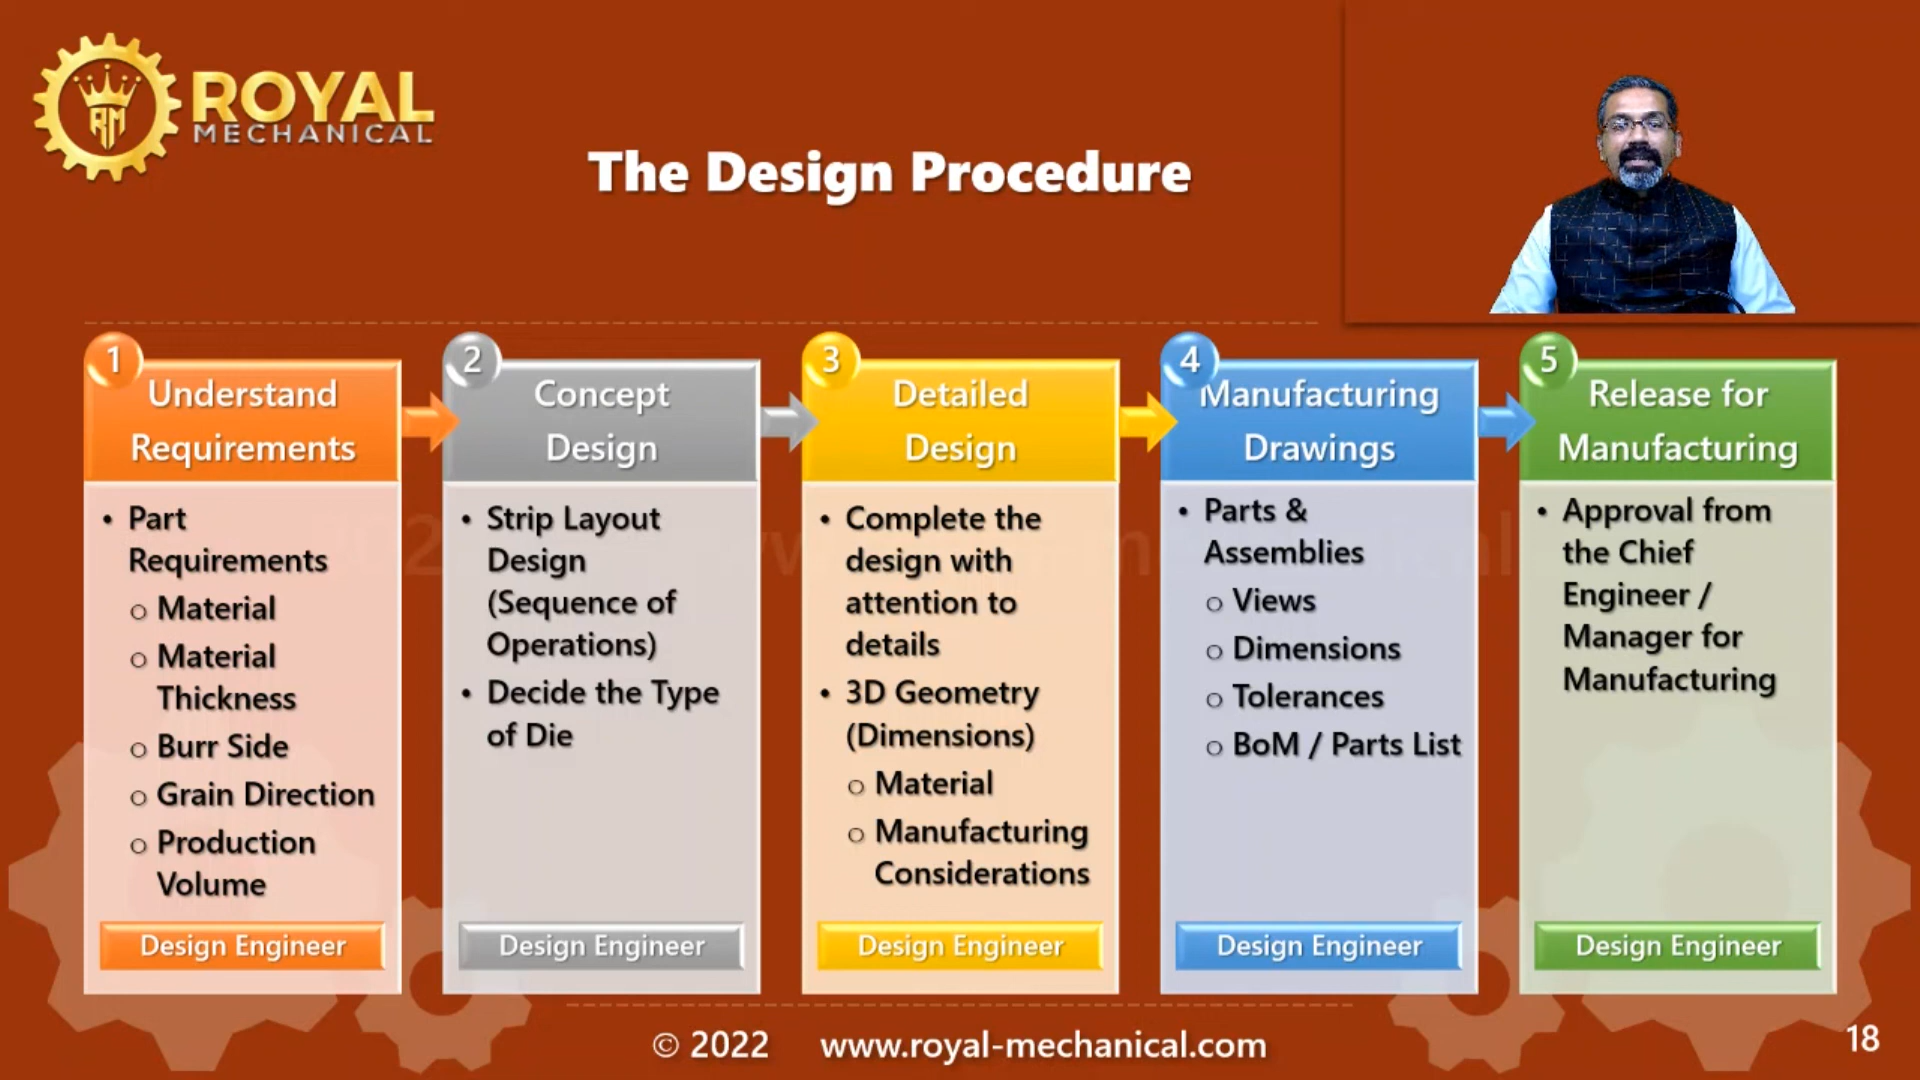 RM
ROYAL
MECHANICAL
The Design Procedure
1
Understand
Requirements
• Part
Requirements
o Material
o Material
Thickness
o Burr Side
o Grain Direction
o Production
Volume
Design Engineer
2
Concept
Design
• Strip Layout
Design
(Sequence of
Operations)
• Decide the Type
of Die
Design Engineer
3
Detailed
Design
• Complete the
design with
attention to
details
• 3D Geometry
(Dimensions)
o Material
o Manufacturing
Considerations
Design Engineer
4
Manufacturing
Drawings
• Parts &
Assemblies
o Views
o Dimensions
o Tolerances
o BoM / Parts List
Design Engineer
5
Release for
Manufacturing
• Approval from
the Chief
Engineer /
Manager for
Manufacturing
Design Engineer
© 2022 www.royal-mechanical.com
18